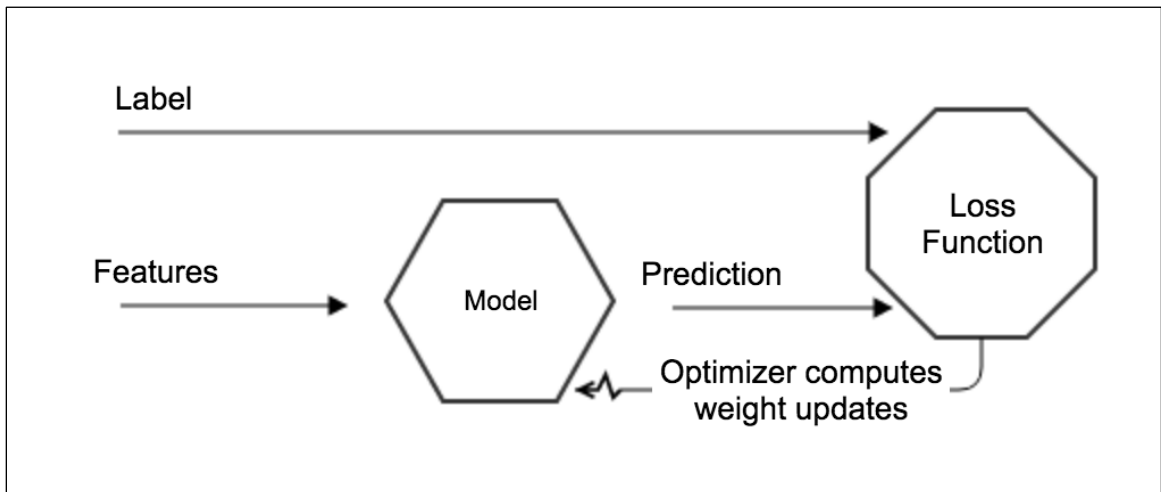 Label
Loss
Function
Features
Model
Prediction
Optimizer computes
weight updates